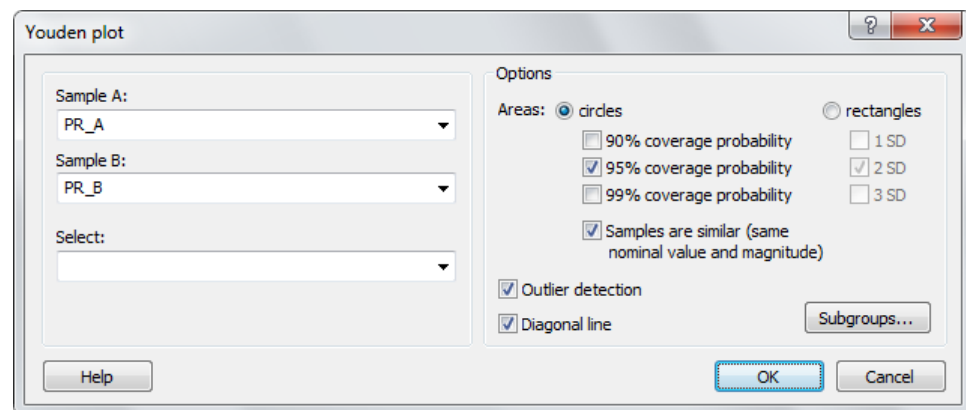 Youden plot
Sample A:
PR_A
Sample B:
PR_B
Select:
Options
Areas: circles rectangles
90% coverage probability 1 SD
95% coverage probability 2 SD
99% coverage probability 3 SD
Samples are similar (same
nominal value and magnitude)
Outlier detection
Diagonal line
Subgroups...
Help
OK
Cancel